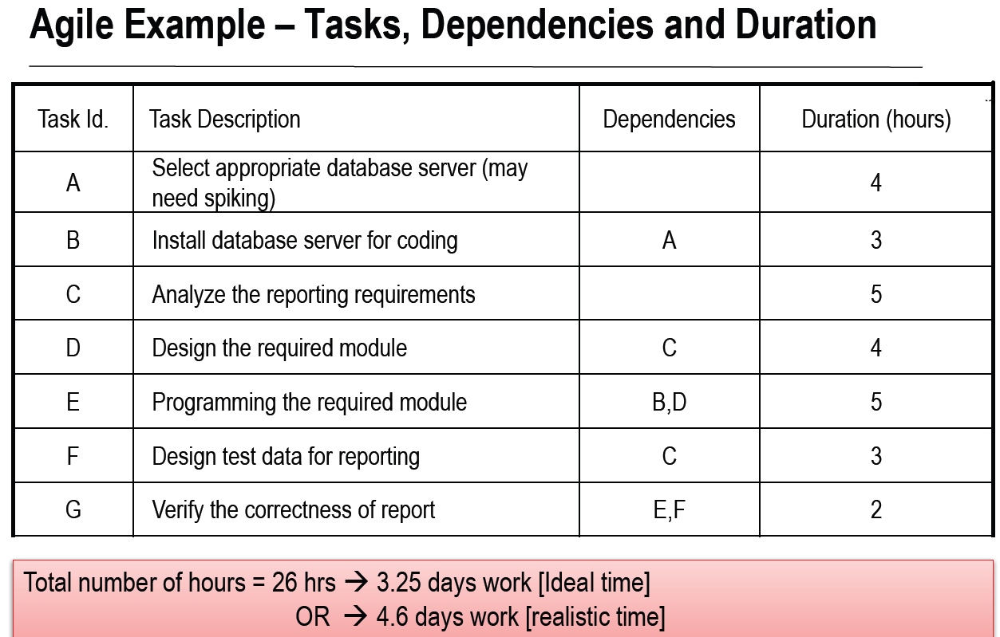 Agile Example – Tasks, Dependencies and Duration
Task Id. Task Description Dependencies Duration (hours)
A Select appropriate database server (may
need spiking) 4
B Install database server for coding A 3
C Analyze the reporting requirements 5
D Design the required module C 4
E Programming the required module B,D 5
F Design test data for reporting C 3
G Verify the correctness of report E,F 2
Total number of hours = 26 hrs → 3.25 days work [Ideal time]
OR → 4.6 days work [realistic time]